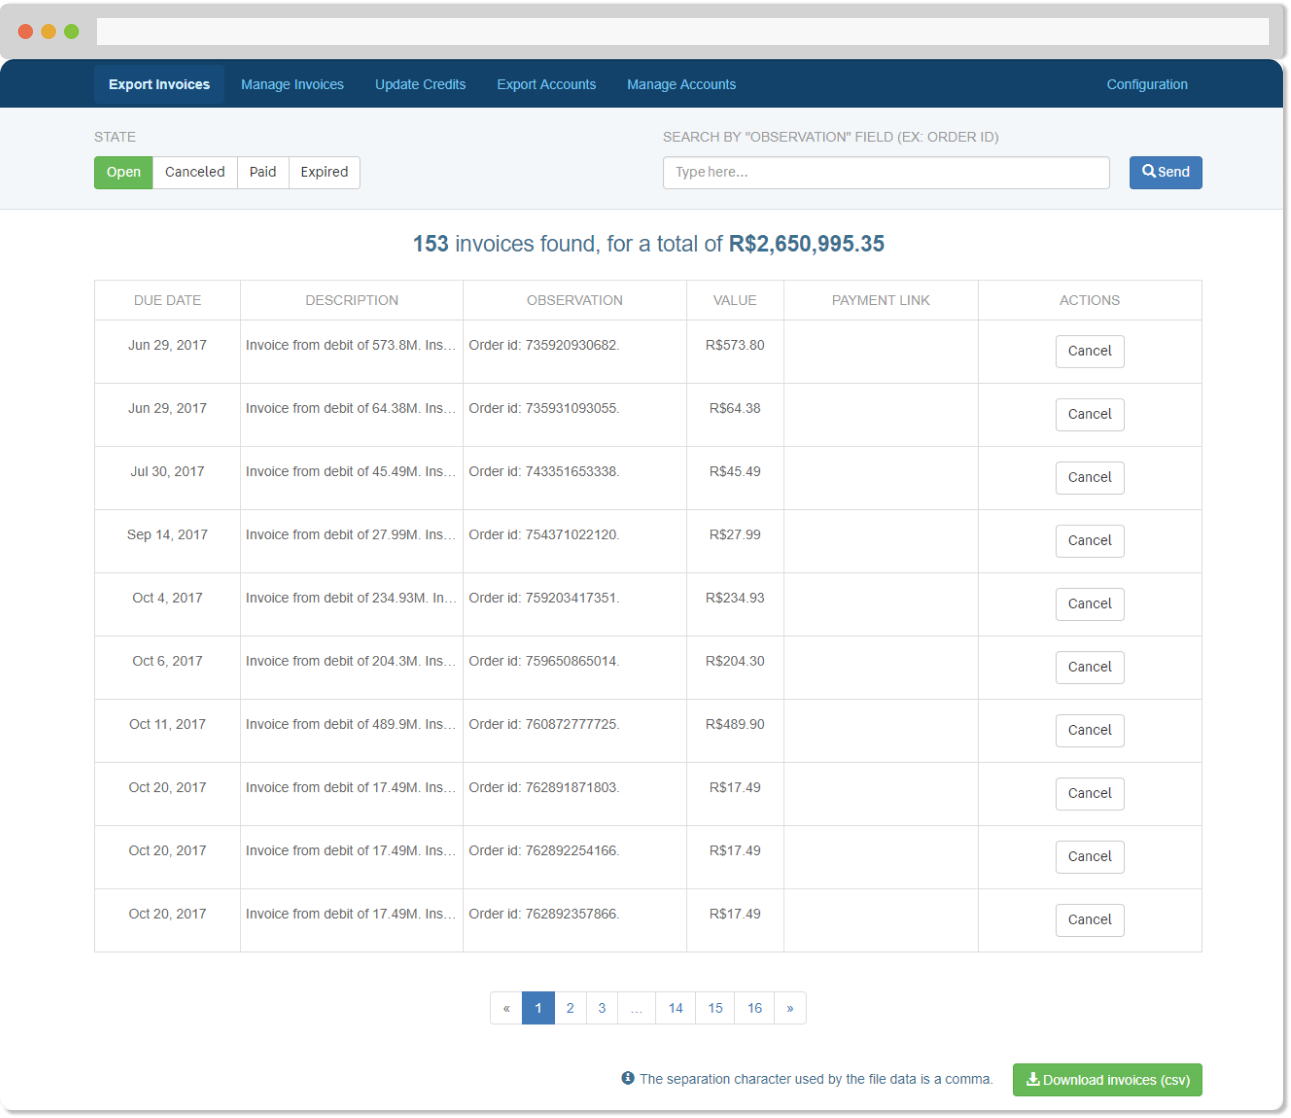 Export Invoices Manage Invoices Update Credits Export Accounts Manage Accounts Configuration
STATE SEARCH BY "OBSERVATION" FIELD (EX: ORDER ID)
Open Canceled Paid Expired Type here... Send
153 invoices found, for a total of R$2,650,995.35
DUE DATE DESCRIPTION OBSERVATION VALUE PAYMENT LINK ACTIONS
Jun 29, 2017 Invoice from debit of 573.8M. Ins... Order id: 735920930682. R$573.80 Cancel
Jun 29, 2017 Invoice from debit of 64.38M. Ins... Order id: 735931093055. R$64.38 Cancel
Jul 30, 2017 Invoice from debit of 45.49M. Ins... Order id: 743351653338. R$45.49 Cancel
Sep 14, 2017 Invoice from debit of 27.99M. Ins... Order id: 754371022120. R$27.99 Cancel
Oct 4, 2017 Invoice from debit of 234.93M. In... Order id: 759203417351. R$234.93 Cancel
Oct 6, 2017 Invoice from debit of 204.3M. Ins... Order id: 759650865014. R$204.30 Cancel
Oct 11, 2017 Invoice from debit of 489.9M. Ins... Order id: 760872777725. R$489.90 Cancel
Oct 20, 2017 Invoice from debit of 17.49M. Ins... Order id: 762891871803. R$17.49 Cancel
Oct 20, 2017 Invoice from debit of 17.49M. Ins... Order id: 762892254166. R$17.49 Cancel
Oct 20, 2017 Invoice from debit of 17.49M. Ins... Order id: 762892357866. R$17.49 Cancel
« 1 2 3 ... 14 15 16 »
The separation character used by the file data is a comma. Download invoices (csv)